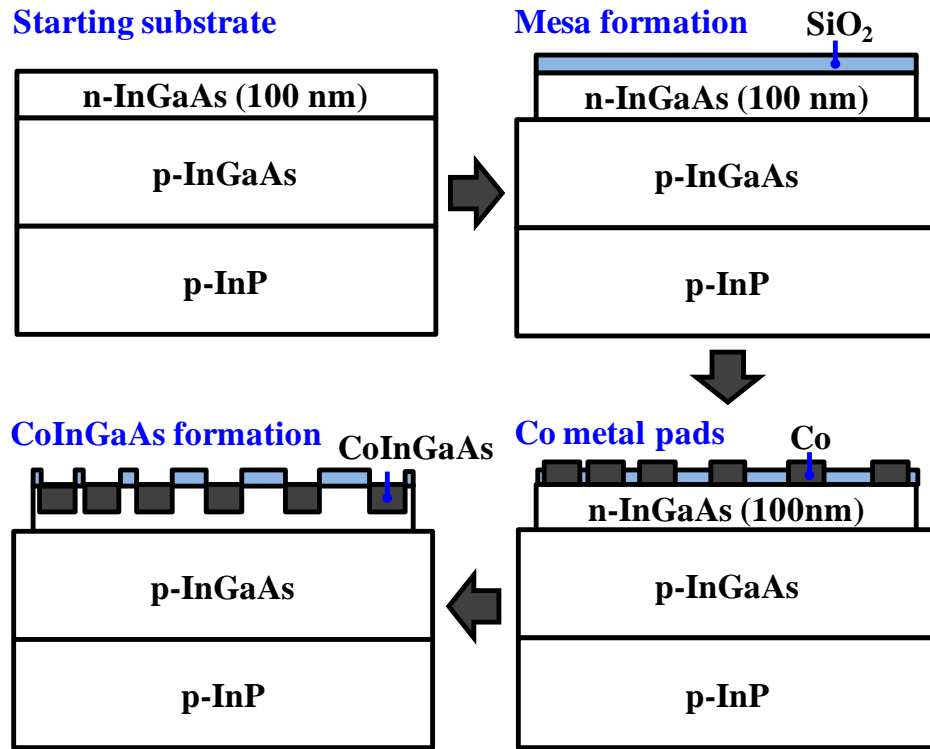 Starting substrate
n-InGaAs (100 nm)
p-InGaAs
p-InP
Mesa formation
SiO2
n-InGaAs (100 nm)
p-InGaAs
p-InP
CoInGaAs formation
CoInGaAs
p-InGaAs
p-InP
Co metal pads
Co
n-InGaAs (100nm)
p-InGaAs
p-InP